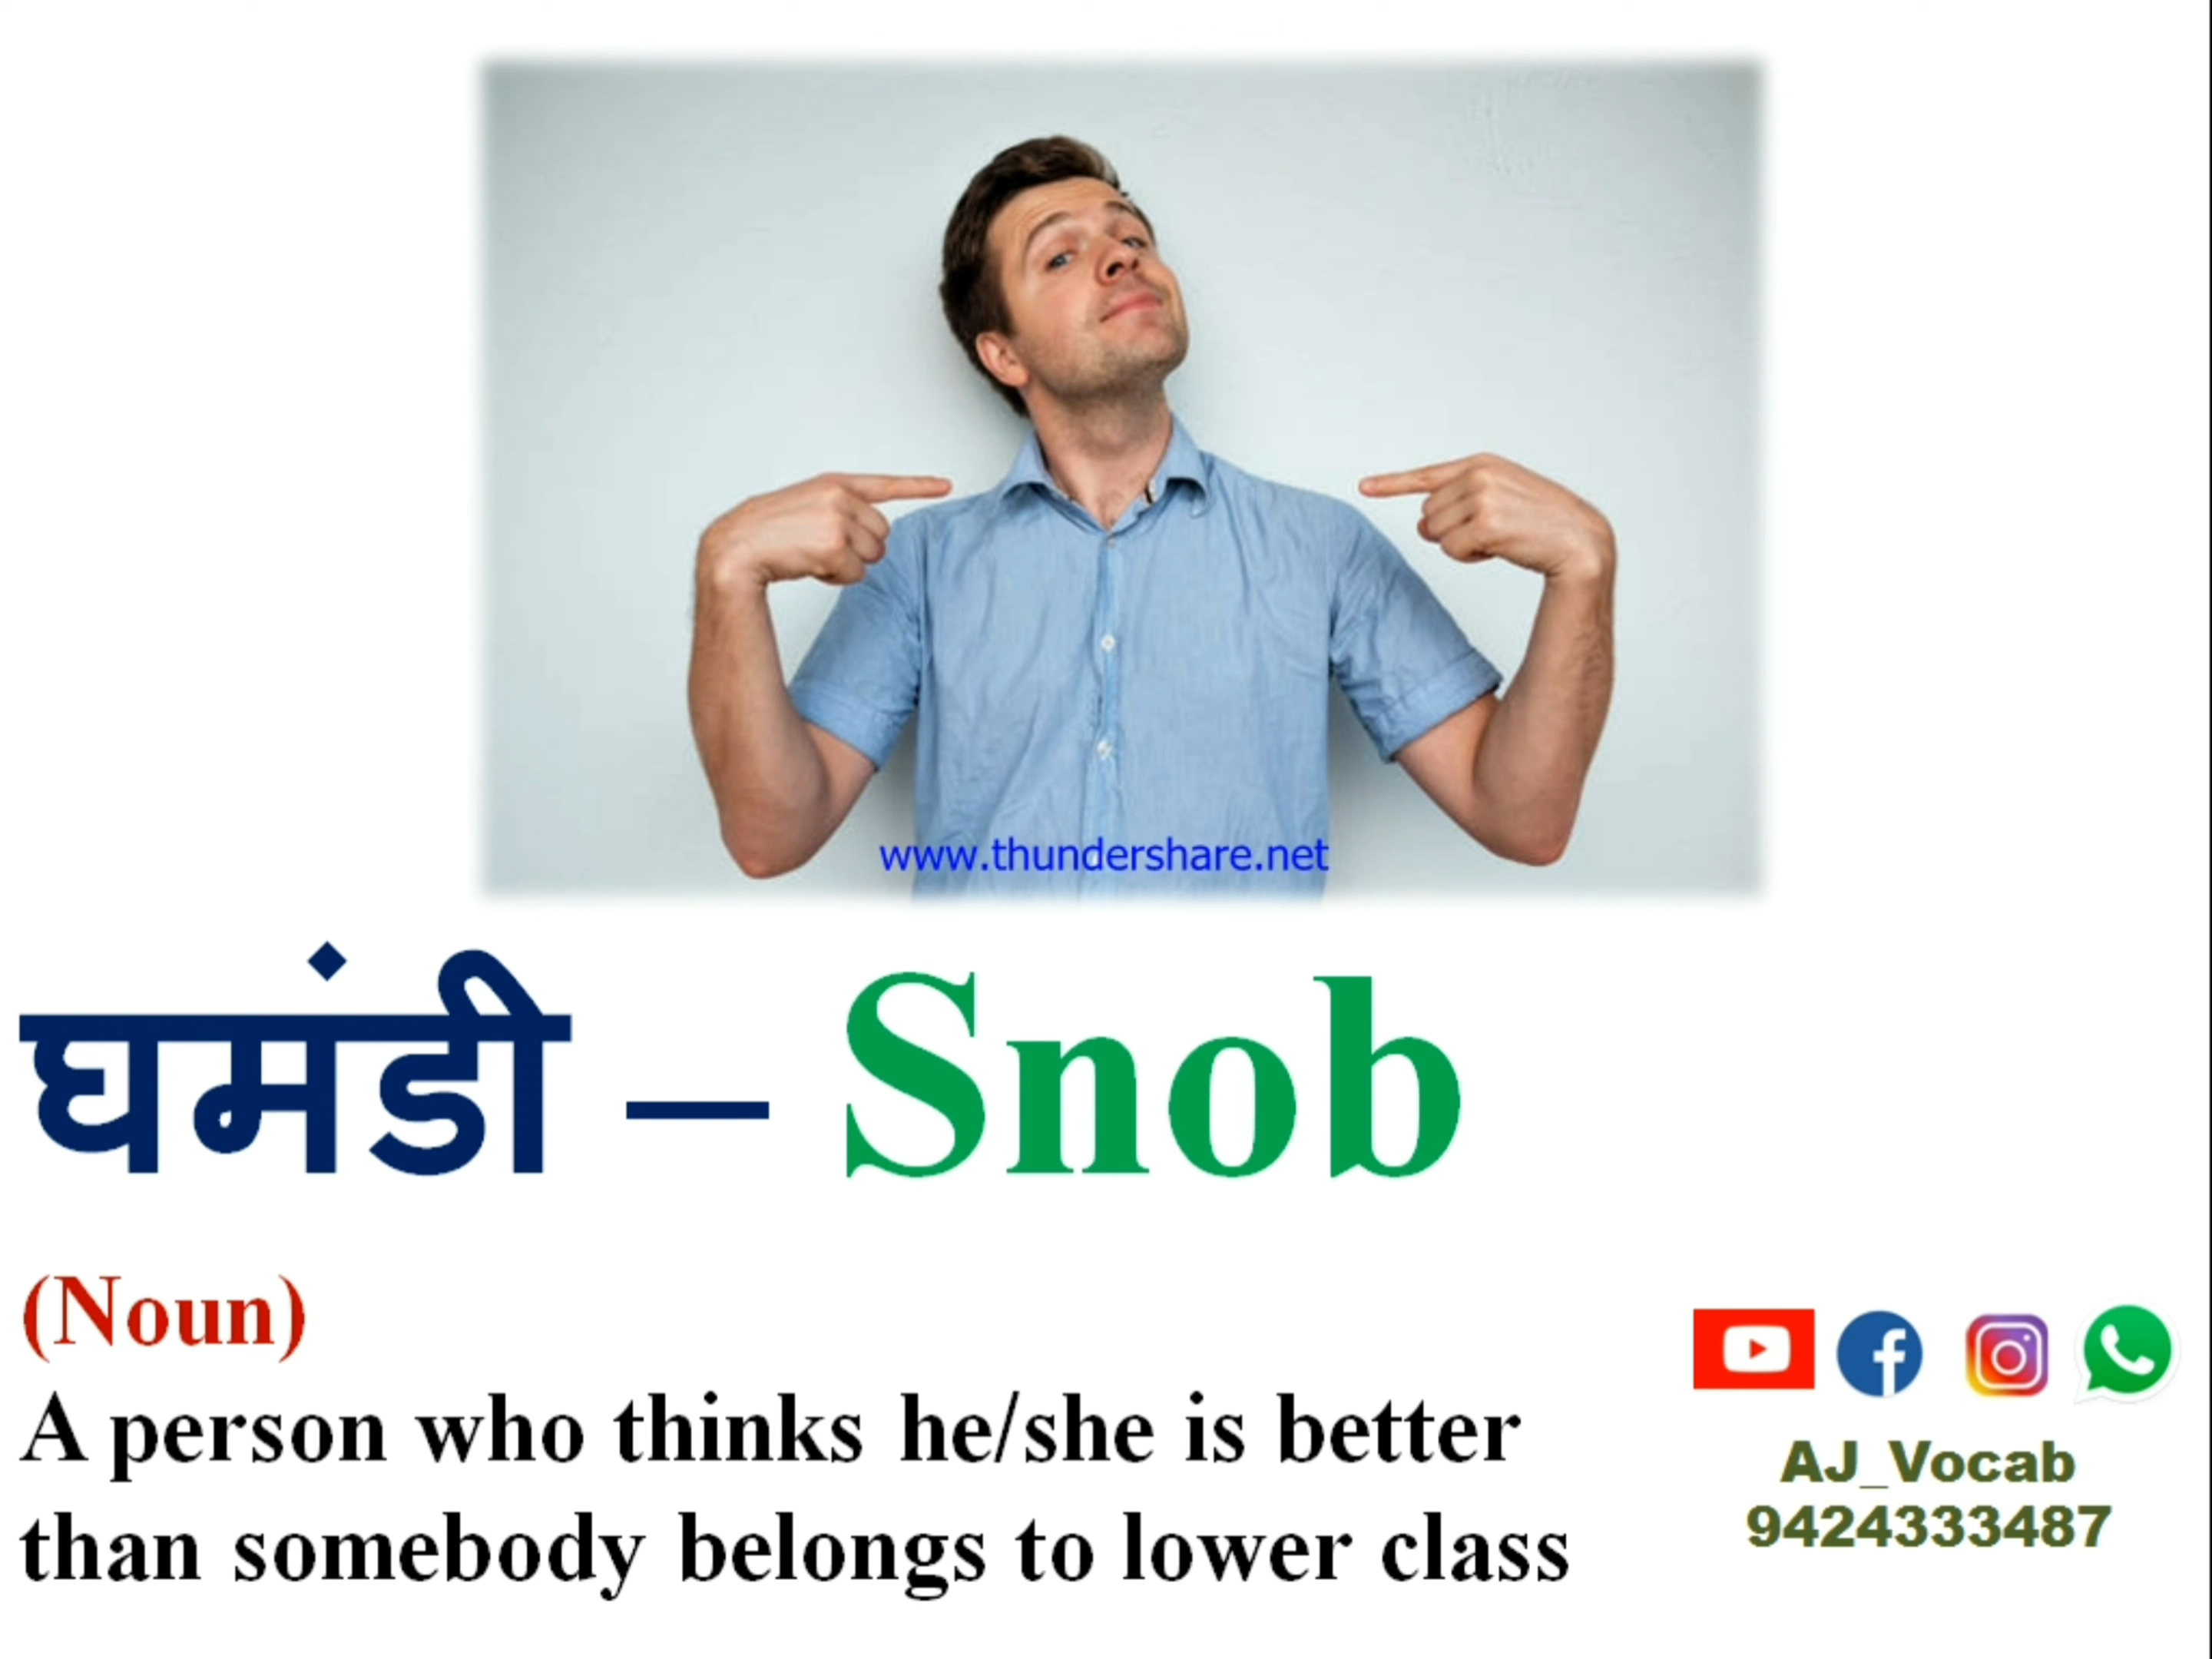 www.thundershare.net
घमंडी – Snob
(Noun)
A person who thinks he/she is better
than somebody belongs to lower class
AJ_Vocab
9424333487